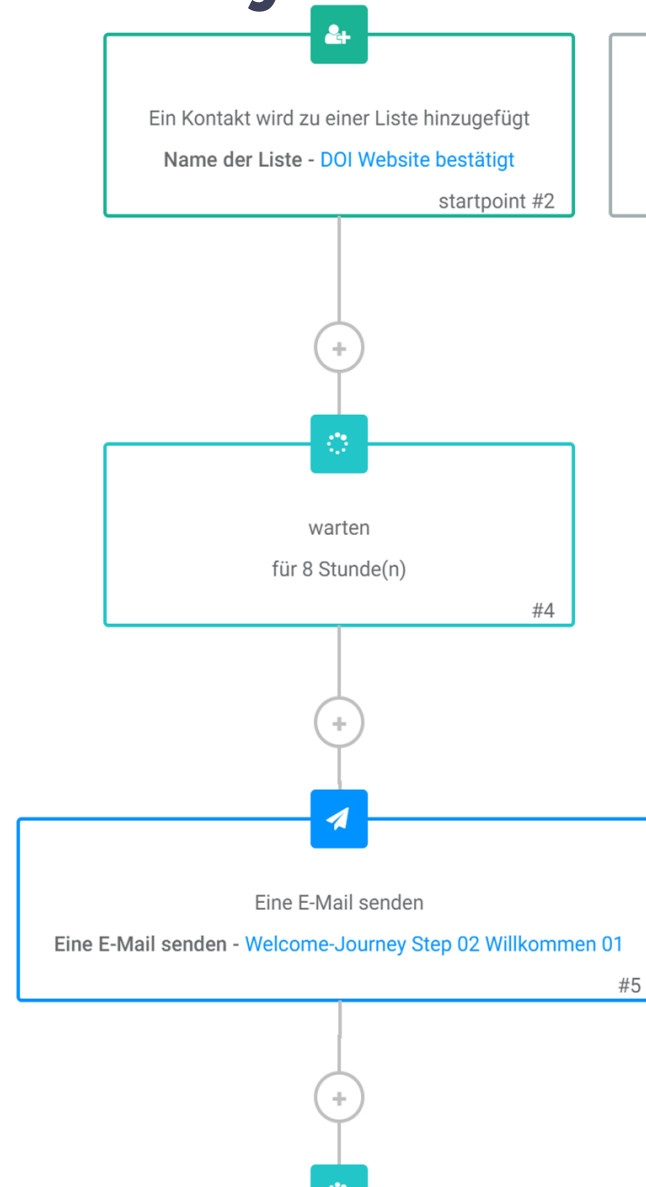 Ein Kontakt wird zu einer Liste hinzugefügt
Name der Liste - DOI Website bestätigt
startpoint #2
warten
für 8 Stunde(n)
#4
Eine E-Mail senden
Eine E-Mail senden - Welcome-Journey Step 02 Willkommen 01
#5